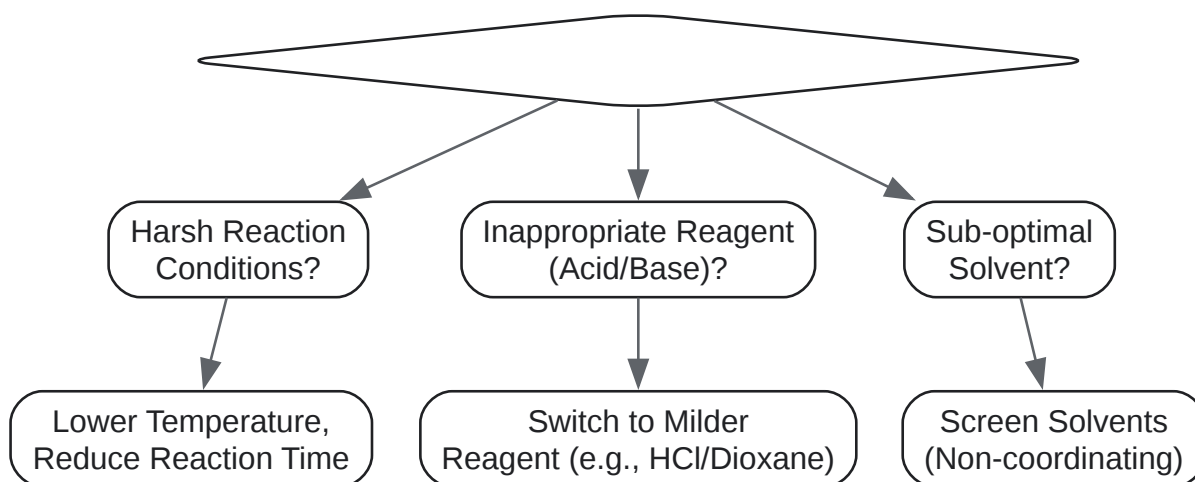 Harsh Reaction
Conditions?
Inappropriate Reagent
(Acid/Base)?
Sub-optimal
Solvent?
Lower Temperature,
Reduce Reaction Time
Switch to Milder
Reagent (e.g., HCl/Dioxane)
Screen Solvents
(Non-coordinating)